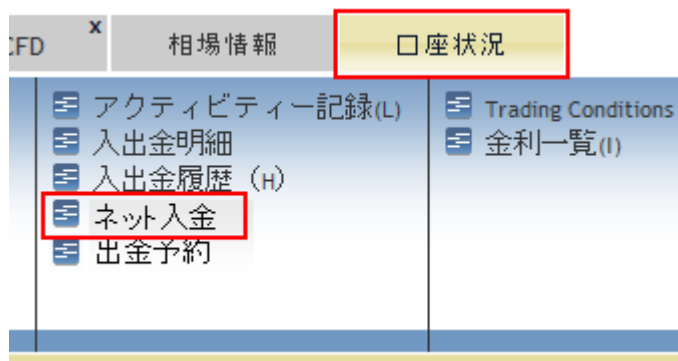 CFD x 相場情報 口座状況
アクティビティー記録(L)
入出金明細
入出金履歴 (H)
ネット入金
出金予約
Trading Conditions
金利一覧(I)